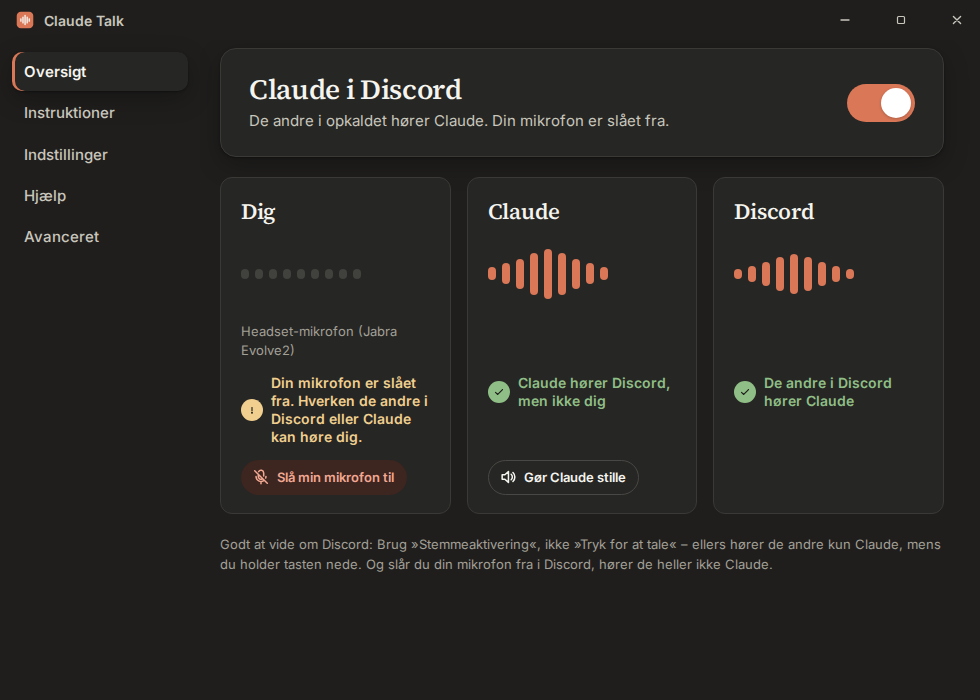 Claude Talk
Oversigt
Instruktioner
Indstillinger
Hjælp
Avanceret
Claude i Discord
De andre i opkaldet hører Claude. Din mikrofon er slået fra.
Dig
Headset-mikrofon (Jabra
Evolve2)
Din mikrofon er slået
fra. Hverken de andre i
Discord eller Claude
kan høre dig.
Slå min mikrofon til
Claude
Claude hører Discord,
men ikke dig
Gør Claude stille
Discord
De andre i Discord
hører Claude
Godt at vide om Discord: Brug »Stemmeaktivering«, ikke »Tryk for at tale« – ellers hører de andre kun Claude, mens
du holder tasten nede. Og slår du din mikrofon fra i Discord, hører de heller ikke Claude.